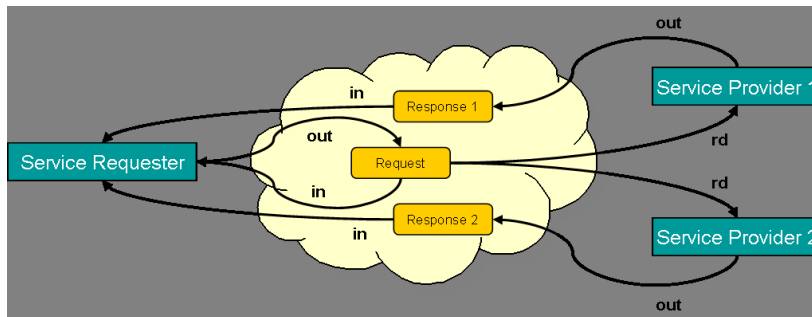 out
in
Response 1
Service Provider 1
out
rd
Service Requester
Request
in
rd
Response 2
in
Service Provider 2
out